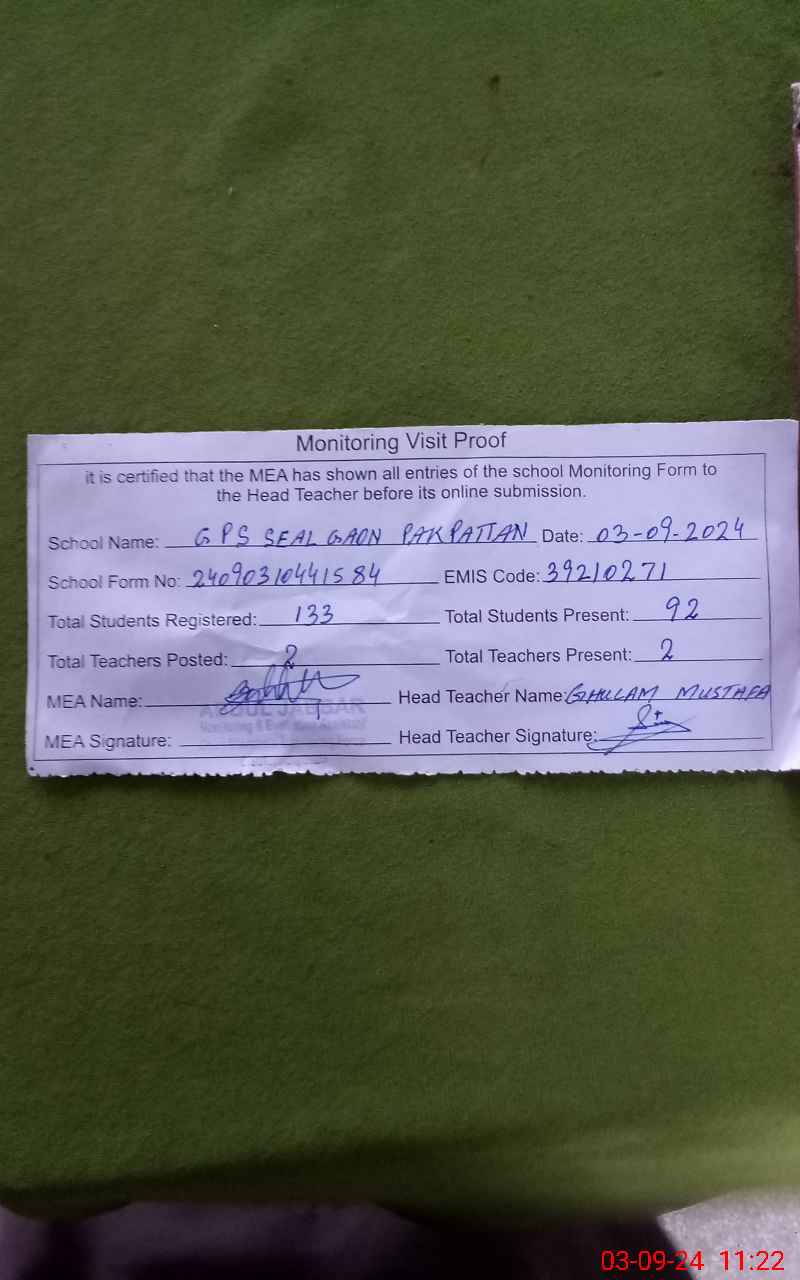 Monitoring Visit Proof
it is certified that the MEA has shown all entries of the school Monitoring Form to
the Head Teacher before its online submission.
School Name: GPS SEAL GAON PAKPATTAN Date: 03-09-2024
School Form No: 24090310441584 EMIS Code: 39210271
Total Students Registered: 133 Total Students Present: 92
Total Teachers Posted: 2 Total Teachers Present: 2
MEA Name: Head Teacher Name: GHULLAM MUSTAFA
ABDUL JABBAR
MEA Signature: Head Teacher Signature:
03-09-24 11:22